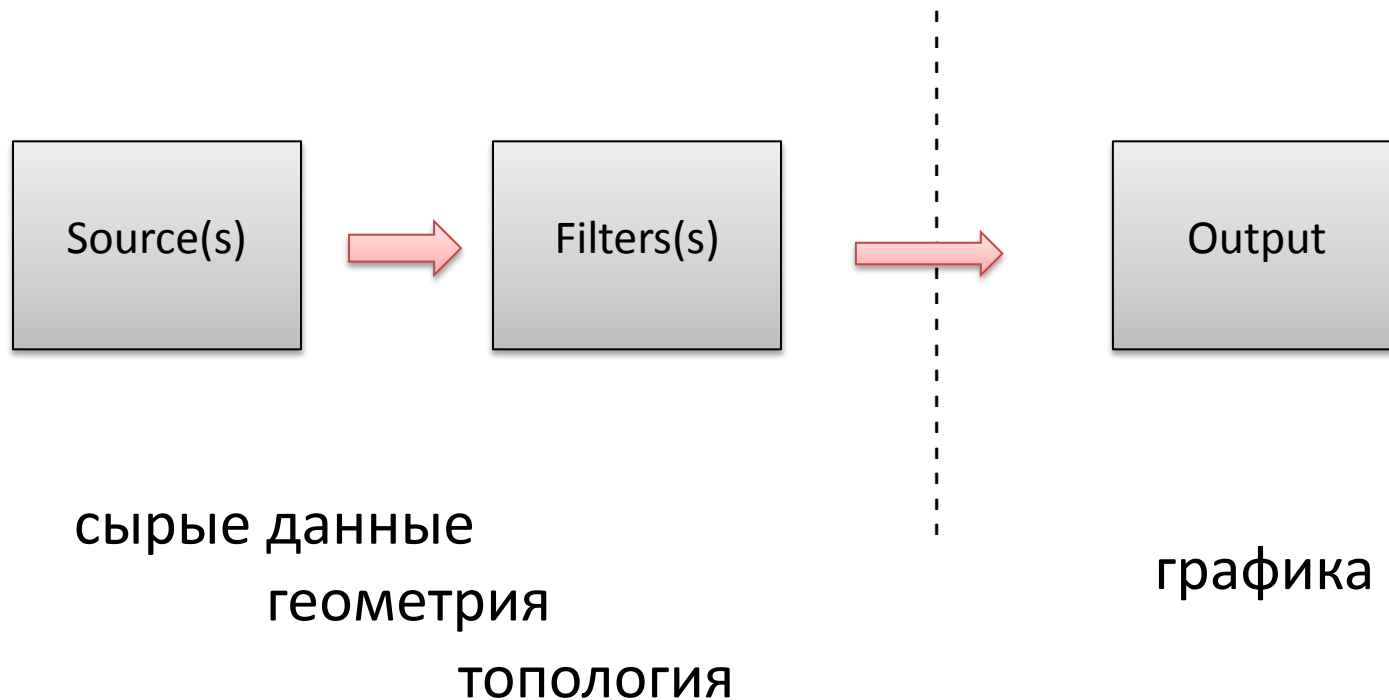 Source(s)
Filters(s)
Output
сырые данные
геометрия
топология
графика